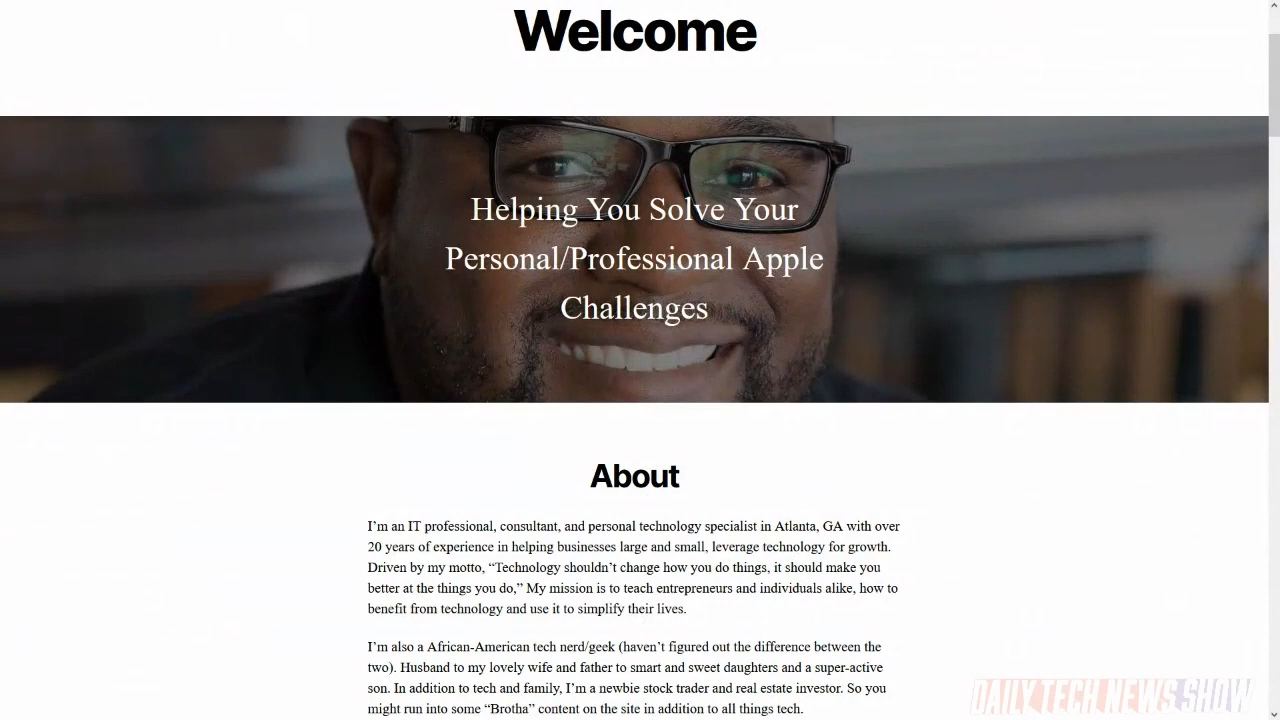 Welcome
Helping You Solve Your
Personal/Professional Apple
Challenges
About
I’m an IT professional, consultant, and personal technology specialist in Atlanta, GA with over
20 years of experience in helping businesses large and small, leverage technology for growth.
Driven by my motto, “Technology shouldn’t change how you do things, it should make you
better at the things you do,” My mission is to teach entrepreneurs and individuals alike, how to
benefit from technology and use it to simplify their lives.
I’m also a African-American tech nerd/geek (haven’t figured out the difference between the
two). Husband to my lovely wife and father to smart and sweet daughters and a super-active
son. In addition to tech and family, I’m a newbie stock trader and real estate investor. So you
might run into some “Brotha” content on the site in addition to all things tech.
DAILY TECH NEWS SHOW